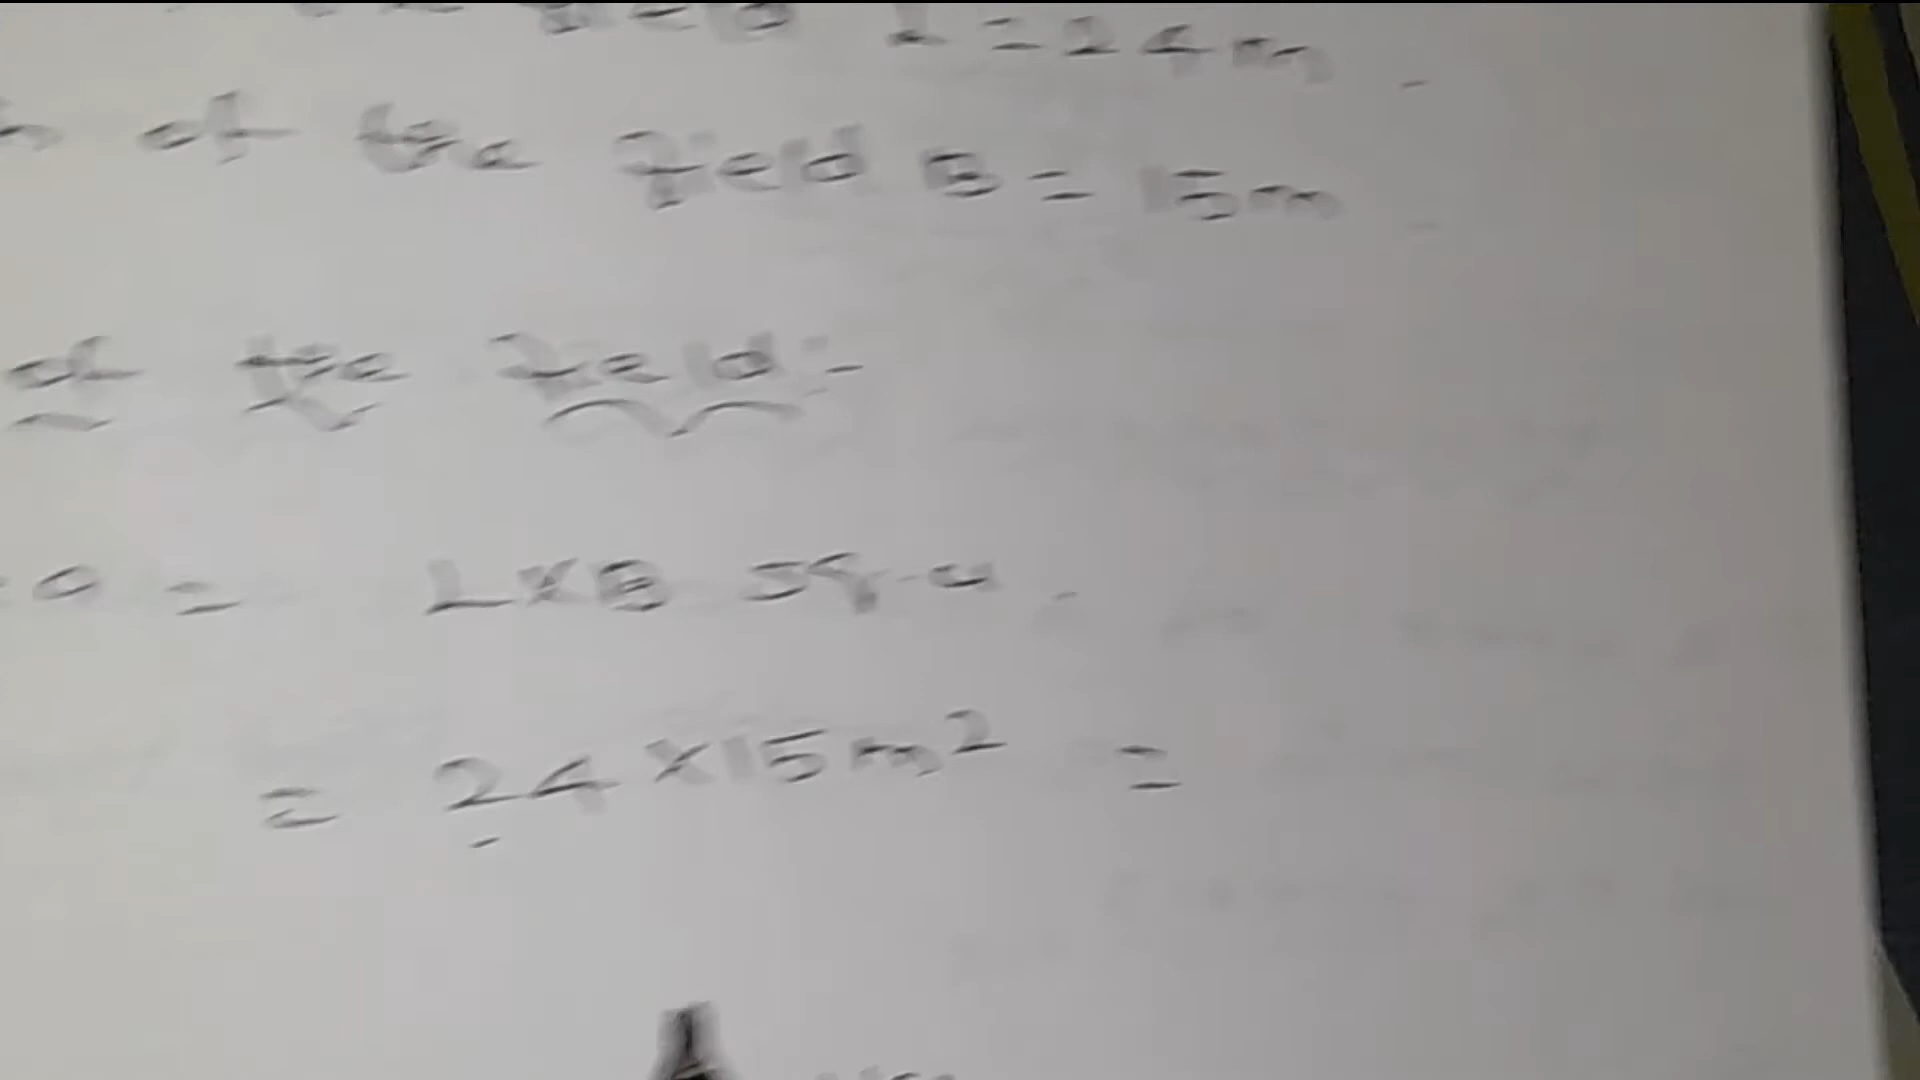 field L = 24m.
of the field B = 15m
of the field:-
= L×B sq.u.
= 24×15m² =